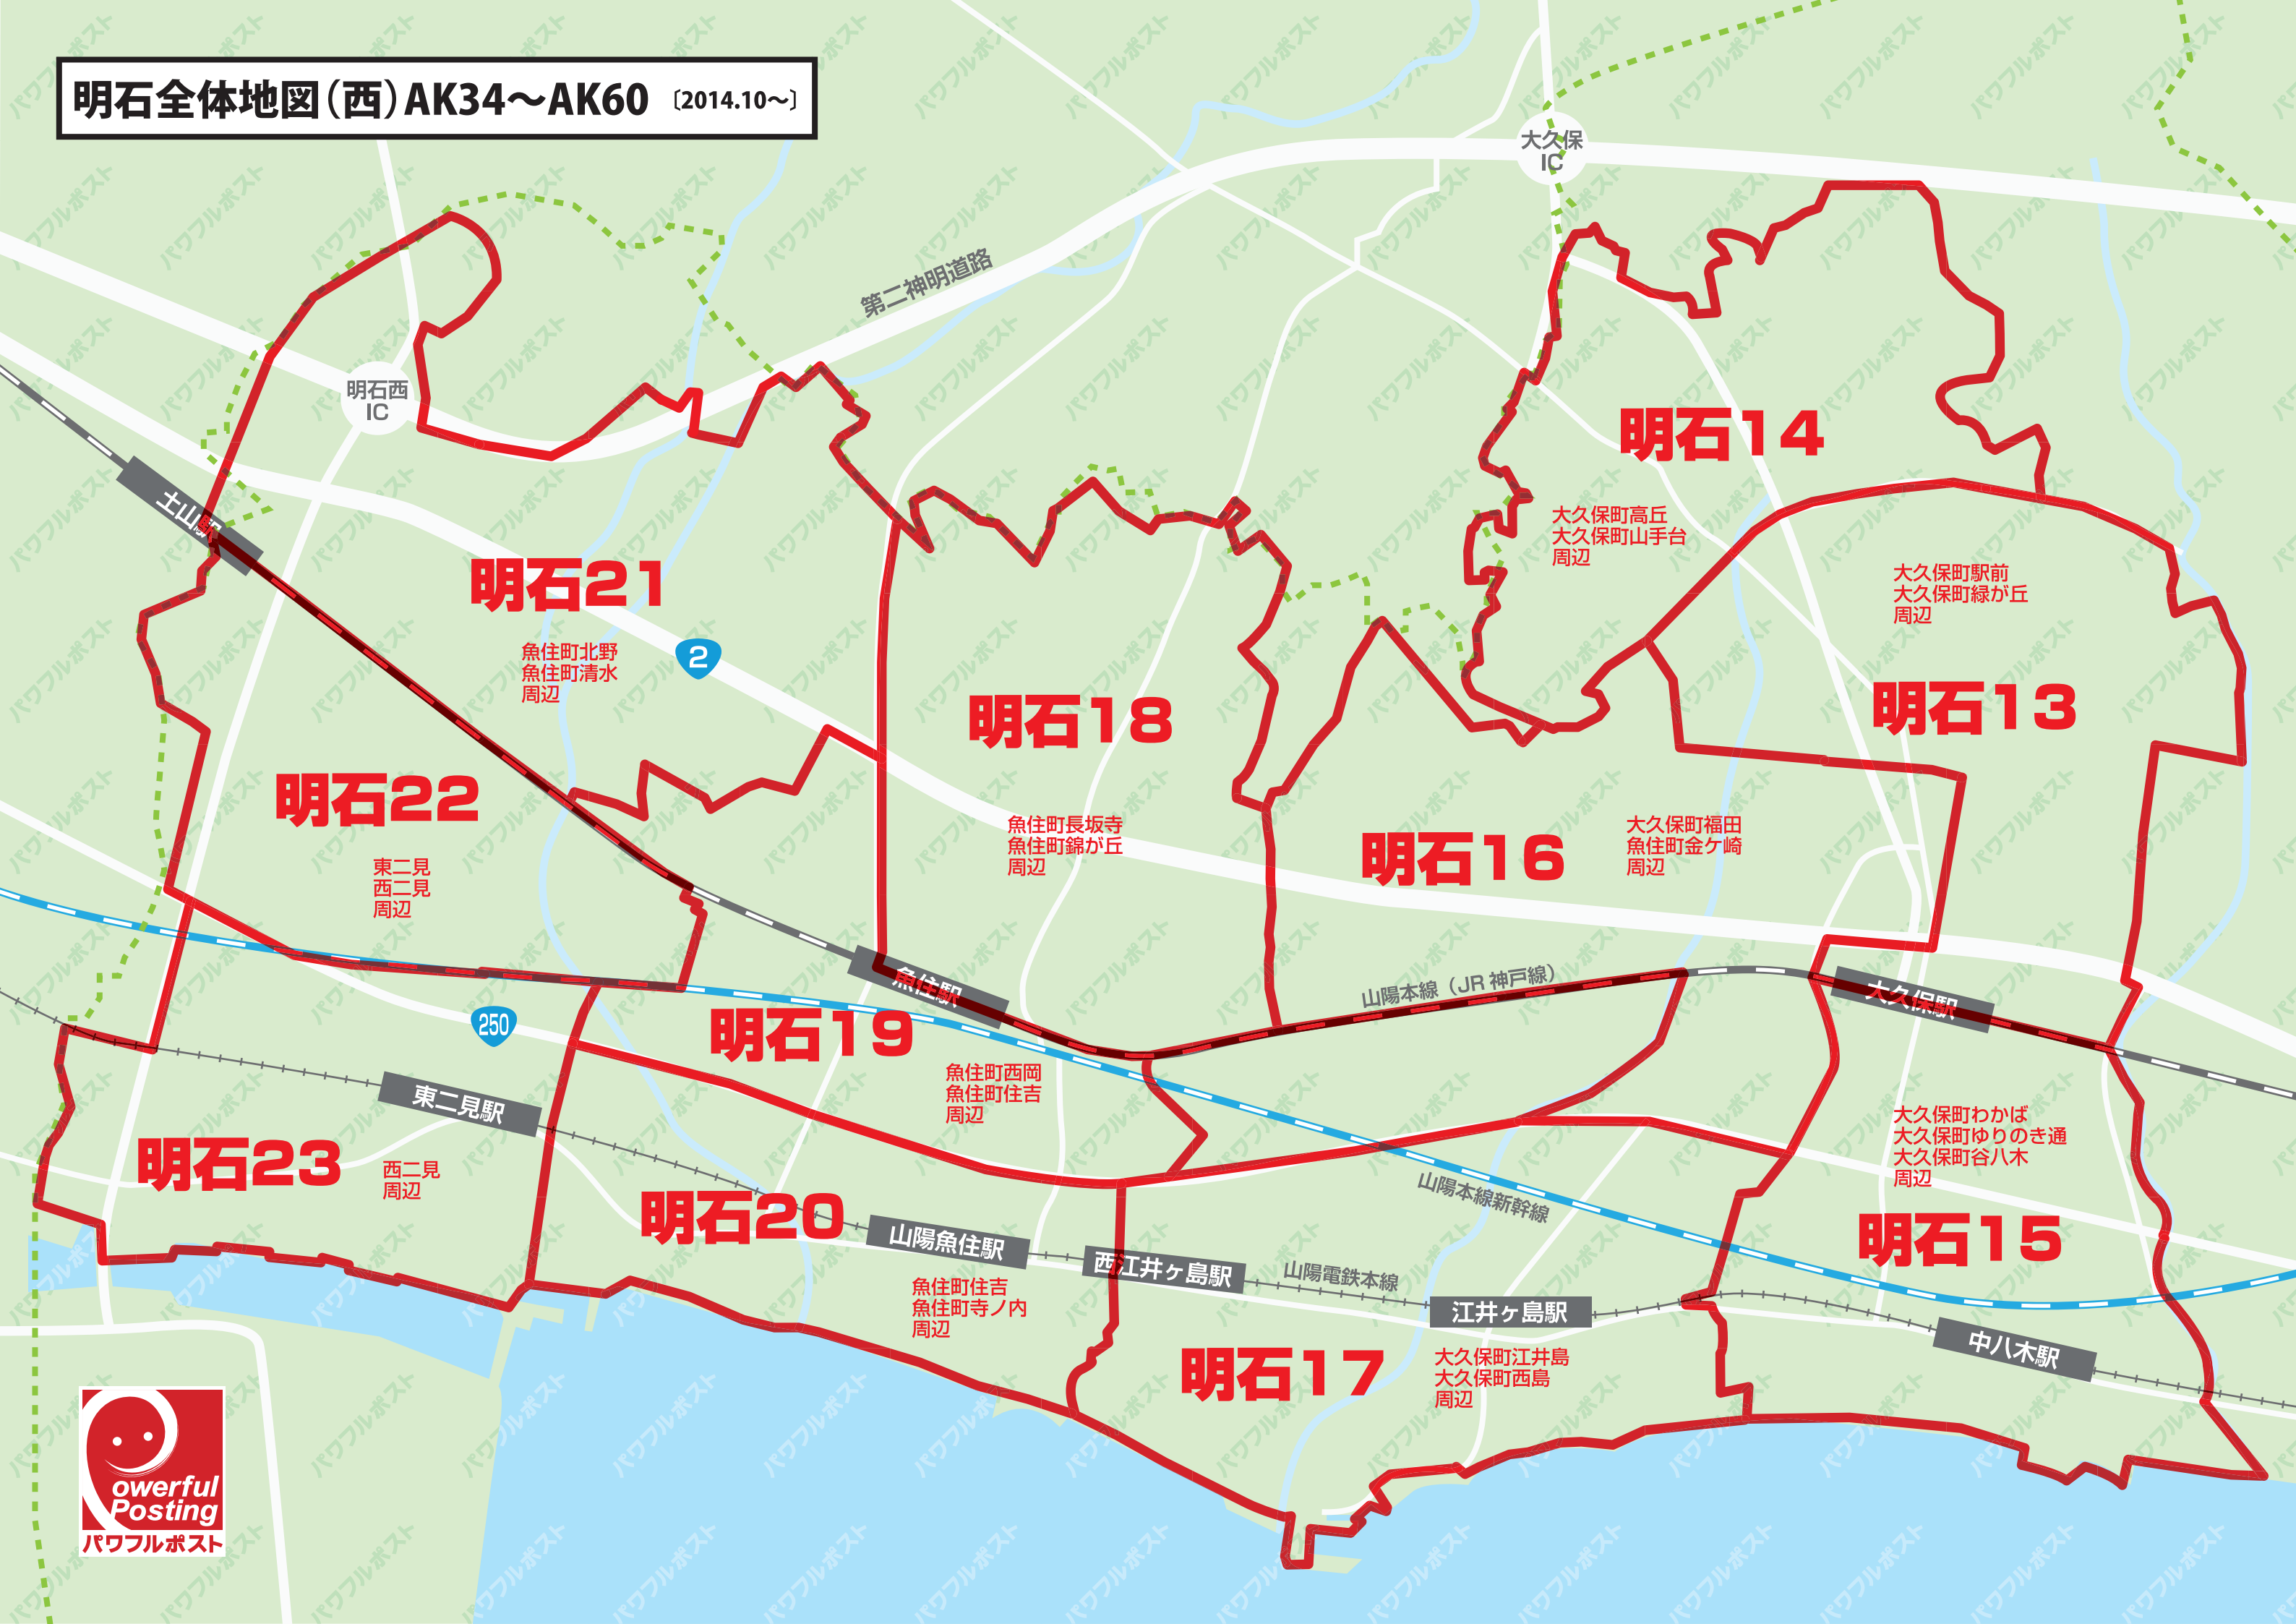 明石全体地図（西）AK34〜AK60 〔2014.10〜〕
大久保
IC
第二神明道路
明石西
IC
土山駅
明石14
大久保町高丘
大久保町山手台
周辺
大久保町駅前
大久保町緑が丘
周辺
明石13
明石21
魚住町北野
魚住町清水
周辺
2
明石18
魚住町長坂寺
魚住町錦が丘
周辺
明石16
大久保町福田
魚住町金ケ崎
周辺
明石22
東二見
西二見
周辺
魚住駅
山陽本線（JR 神戸線）
大久保駅
250
明石19
魚住町西岡
魚住町住吉
周辺
東二見駅
明石23
西二見
周辺
明石20
山陽魚住駅
魚住町住吉
魚住町寺ノ内
周辺
西江井ヶ島駅
山陽電鉄本線
山陽本線新幹線
江井ヶ島駅
明石17
大久保町江井島
大久保町西島
周辺
大久保町わかば
大久保町ゆりのき通
大久保町谷八木
周辺
明石15
中八木駅
Powerful
Posting
パワフルポスト